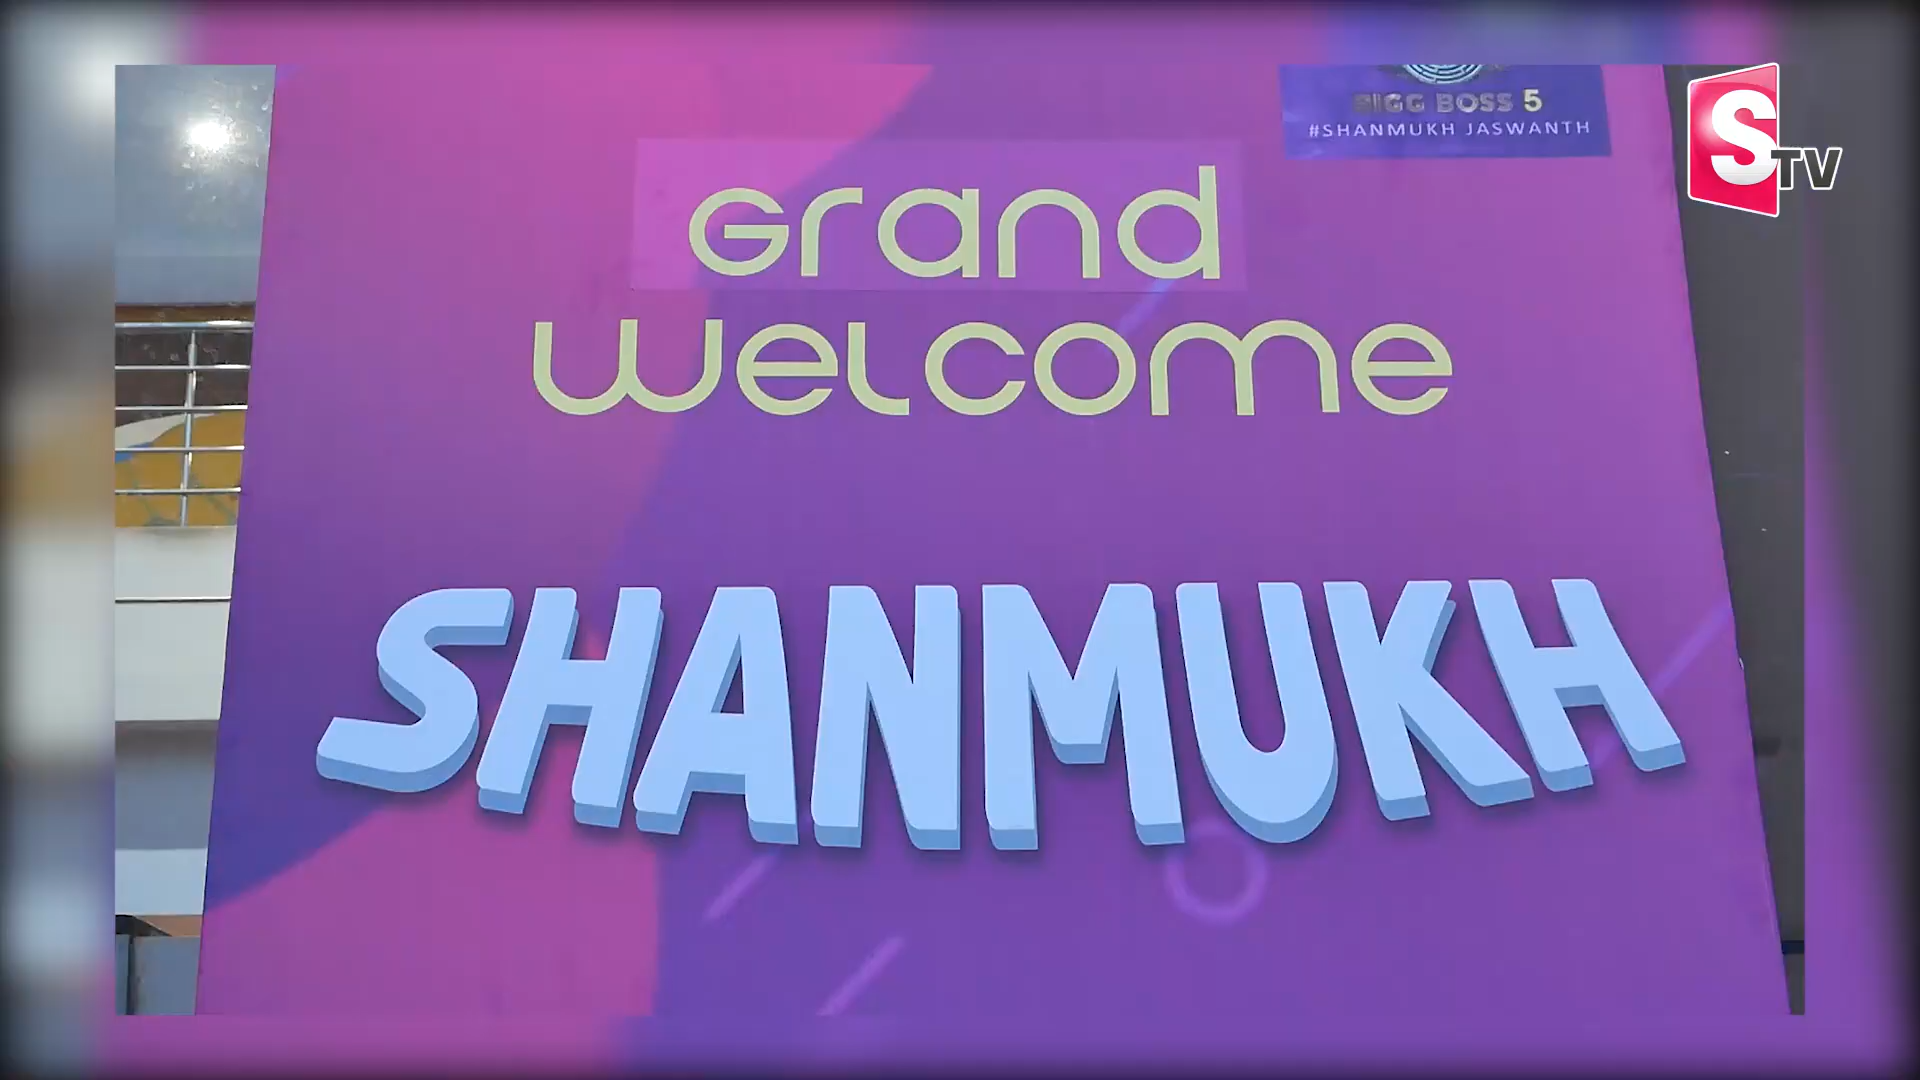 BIGG BOSS 5
#SHANMUKH JASWANTH
STV
Grand
welcome
SHANMUKH